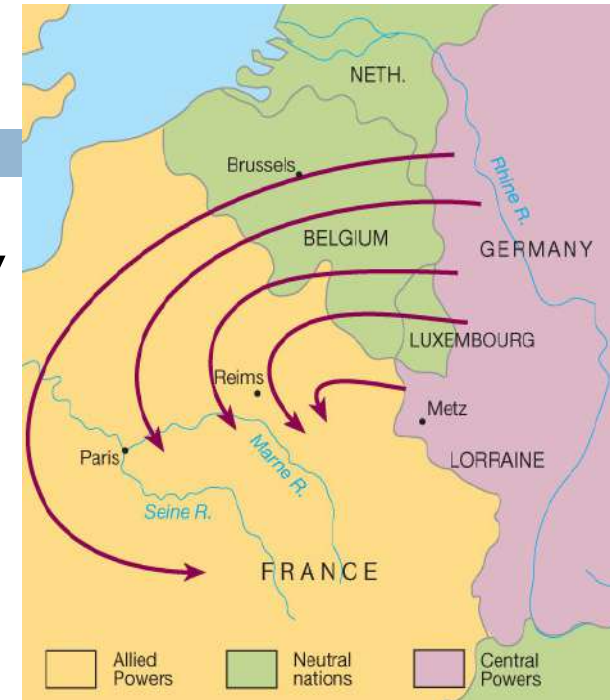 NETH.
Brussels
Rhine R.
BELGIUM
GERMANY
LUXEMBOURG
Reims
Metz
Paris
Marne R.
LORRAINE
Seine R.
FRANCE
Allied
Powers
Neutral
nations
Central
Powers